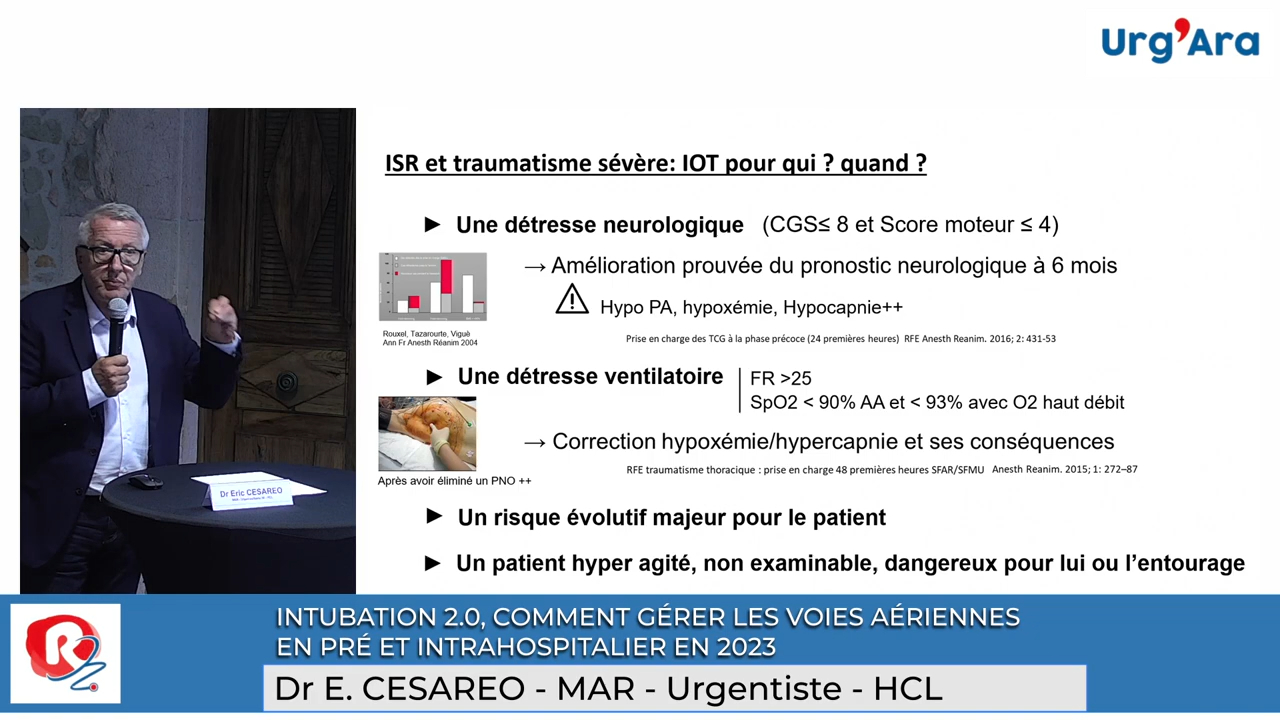 Urg'Ara
ISR et traumatisme sévère: IOT pour qui ? quand ?
► Une détresse neurologique (CGS≤ 8 et Score moteur ≤ 4)
→ Amélioration prouvée du pronostic neurologique à 6 mois
Hypo PA, hypoxémie, Hypocapnie++
Rouxel, Tazarourte, Viguè
Ann Fr Anesth Réanim 2004
Prise en charge des TCG à la phase précoce (24 premières heures) RFE Anesth Reanim. 2016; 2: 431-53
► Une détresse ventilatoire
FR >25
SpO2 < 90% AA et < 93% avec O2 haut débit
→ Correction hypoxémie/hypercapnie et ses conséquences
RFE traumatisme thoracique : prise en charge 48 premières heures SFAR/SFMU Anesth Reanim. 2015; 1: 272–87
Après avoir éliminé un PNO ++
► Un risque évolutif majeur pour le patient
► Un patient hyper agité, non examinable, dangereux pour lui ou l’entourage
Dr Eric CESAREO
R
INTUBATION 2.0, COMMENT GÉRER LES VOIES AÉRIENNES
EN PRÉ ET INTRAHOSPITALIER EN 2023
Dr E. CESAREO - MAR - Urgentiste - HCL